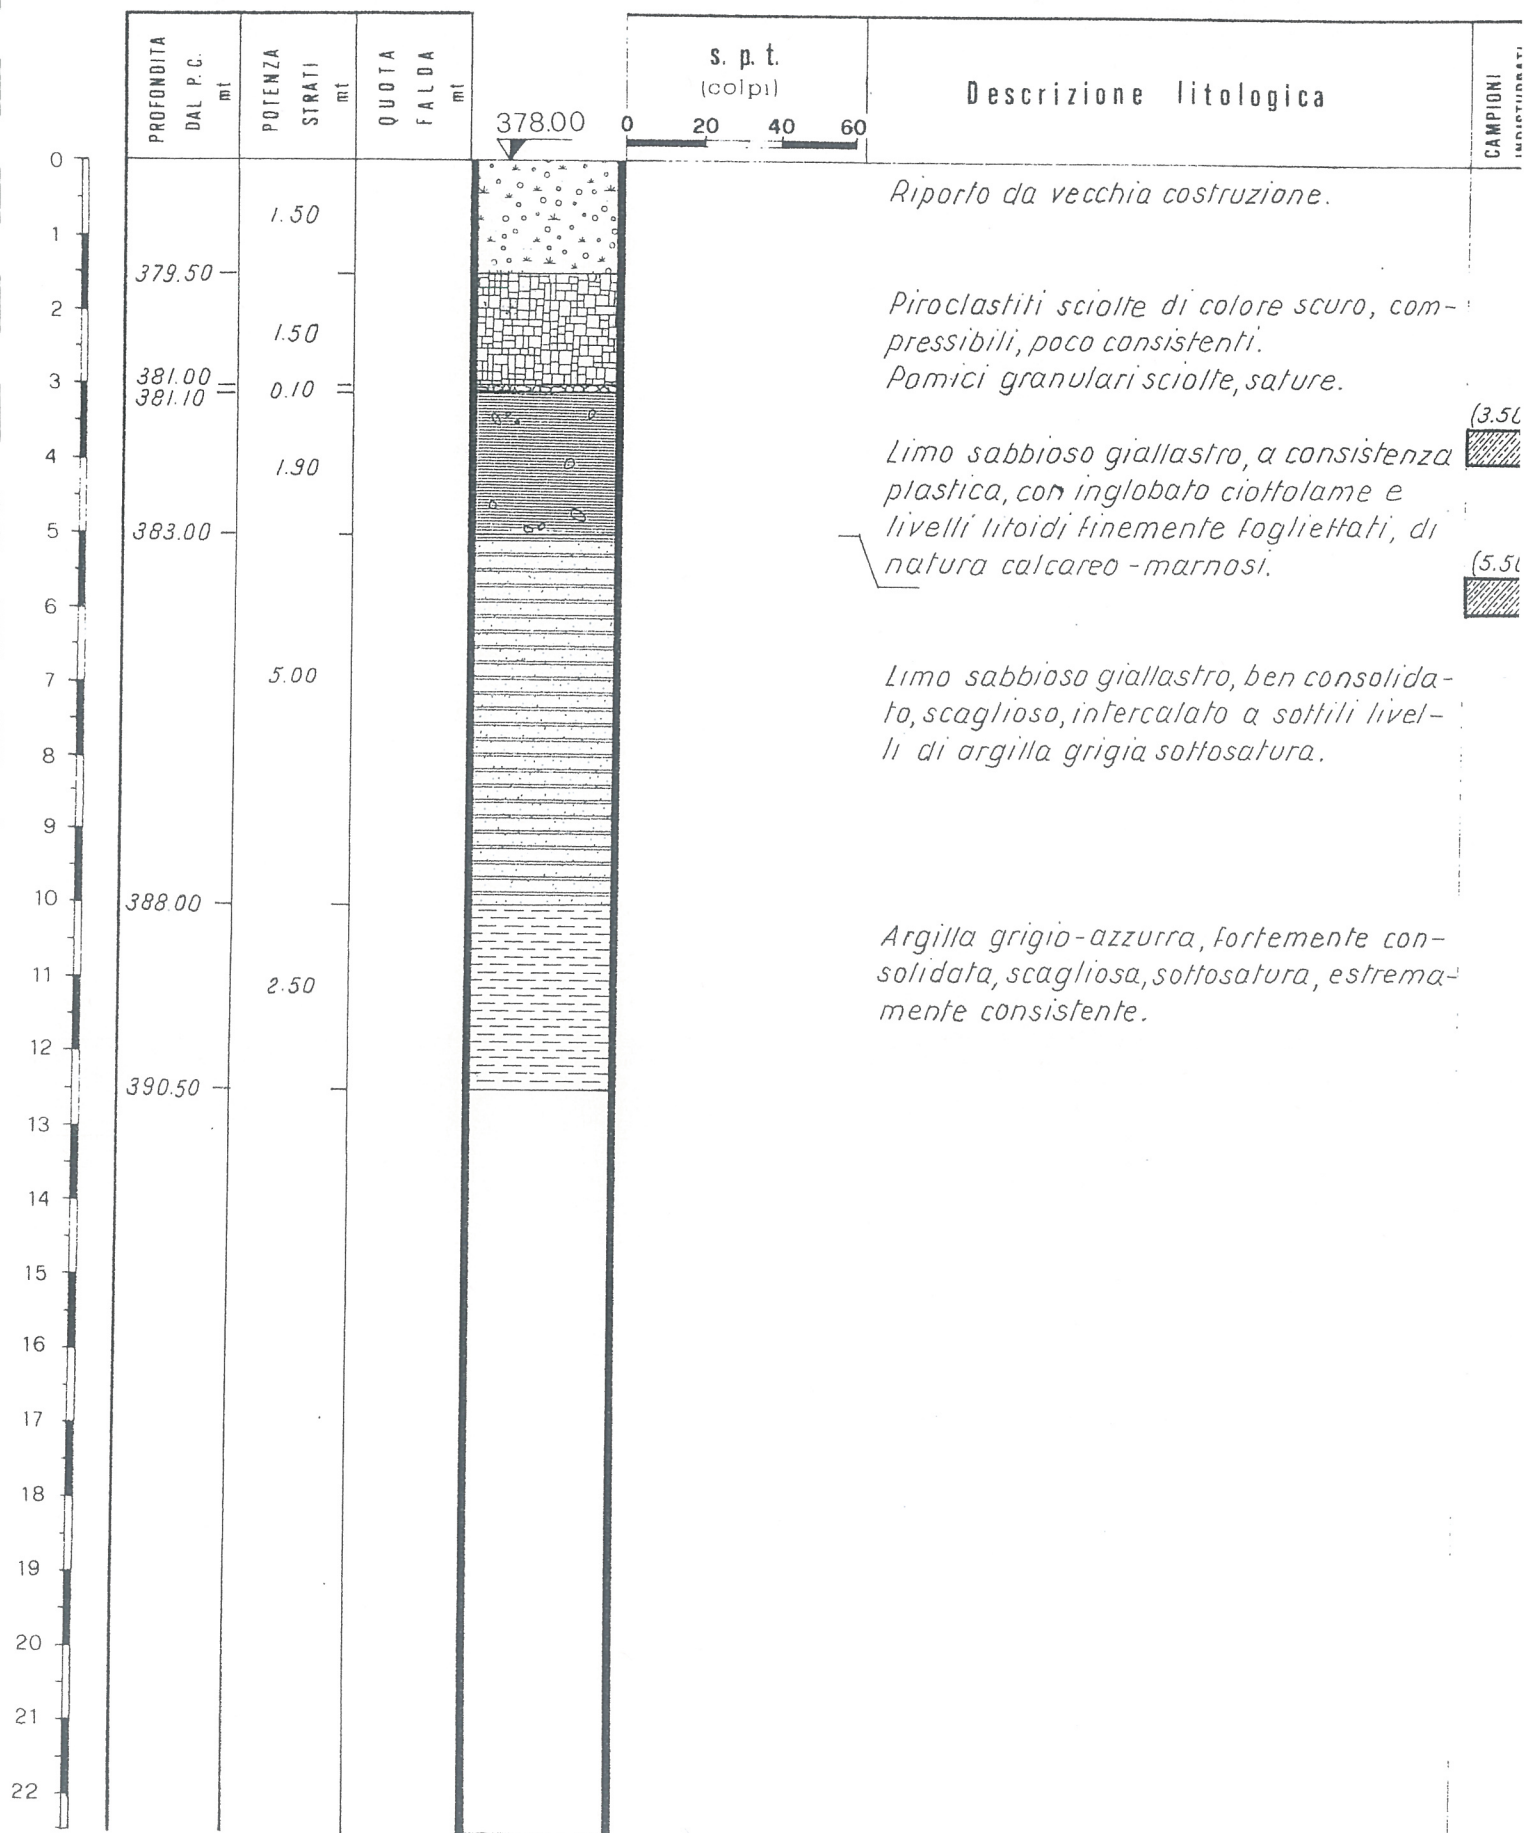 PROFONDITA
DAL P.C.
mt
POTENZA
STRATI
mt
QUOTA
FALDA
mt
378.00
s. p. t.
(colpi)
0 20 40 60
Descrizione litologica
CAMPIONI
0
1
2
3
4
5
6
7
8
9
10
11
12
13
14
15
16
17
18
19
20
21
22
379.50
381.00
381.10
383.00
388.00
390.50
1.50
1.50
0.10
1.90
5.00
2.50
Riporto da vecchia costruzione.
Piroclastiti sciolte di colore scuro, com-
pressibili, poco consistenti.
Pomici granulari sciolte, sature.
Limo sabbioso giallastro, a consistenza
plastica, con inglobato ciottolame e
livelli litoidi finemente fogliettati, di
natura calcareo-marnosi.
Limo sabbioso giallastro, ben consolida-
to, scaglioso, intercalato a sottili livel-
li di argilla grigia sottosatura.
Argilla grigio-azzurra, fortemente con-
solidata, scagliosa, sottosatura, estrema-
mente consistente.
(3.50
(5.50